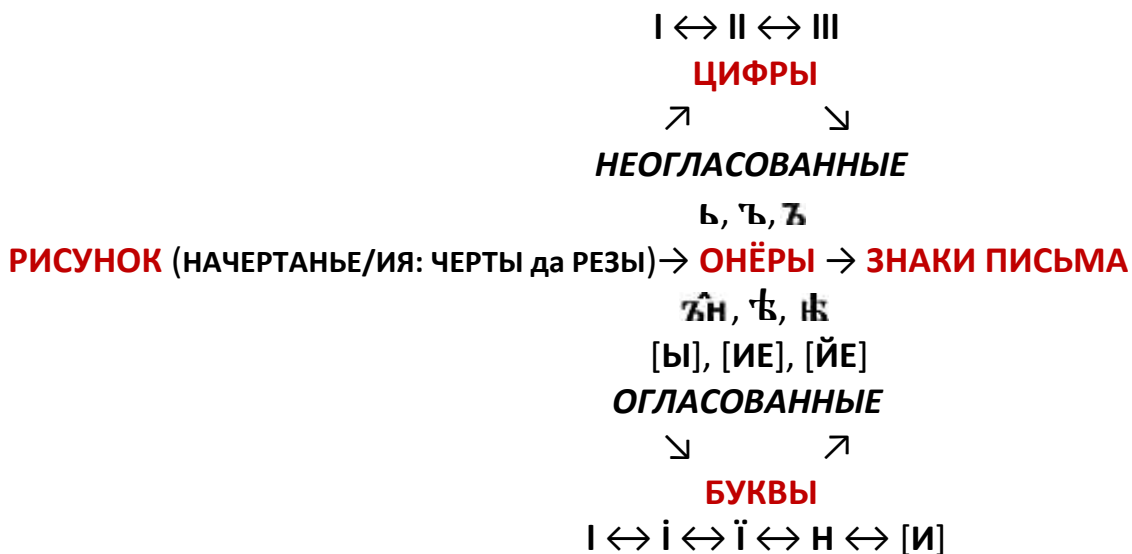 I ↔ II ↔ III
ЦИФРЫ
↗ ↘
НЕОГЛАСОВАННЫЕ
ь, ъ, Ꙏ
РИСУНОК (НАЧЕРТАНЬЕ/ИЯ: ЧЕРТЫ да РЕЗЫ)→ ОНЁРЫ → ЗНАКИ ПИСЬМА
ѣ,
[Ы], [ИЕ], [ЙЕ]
ОГЛАСОВАННЫЕ
↘ ↗
БУКВЫ
I ↔ İ ↔ Ï ↔ Н ↔ [И]